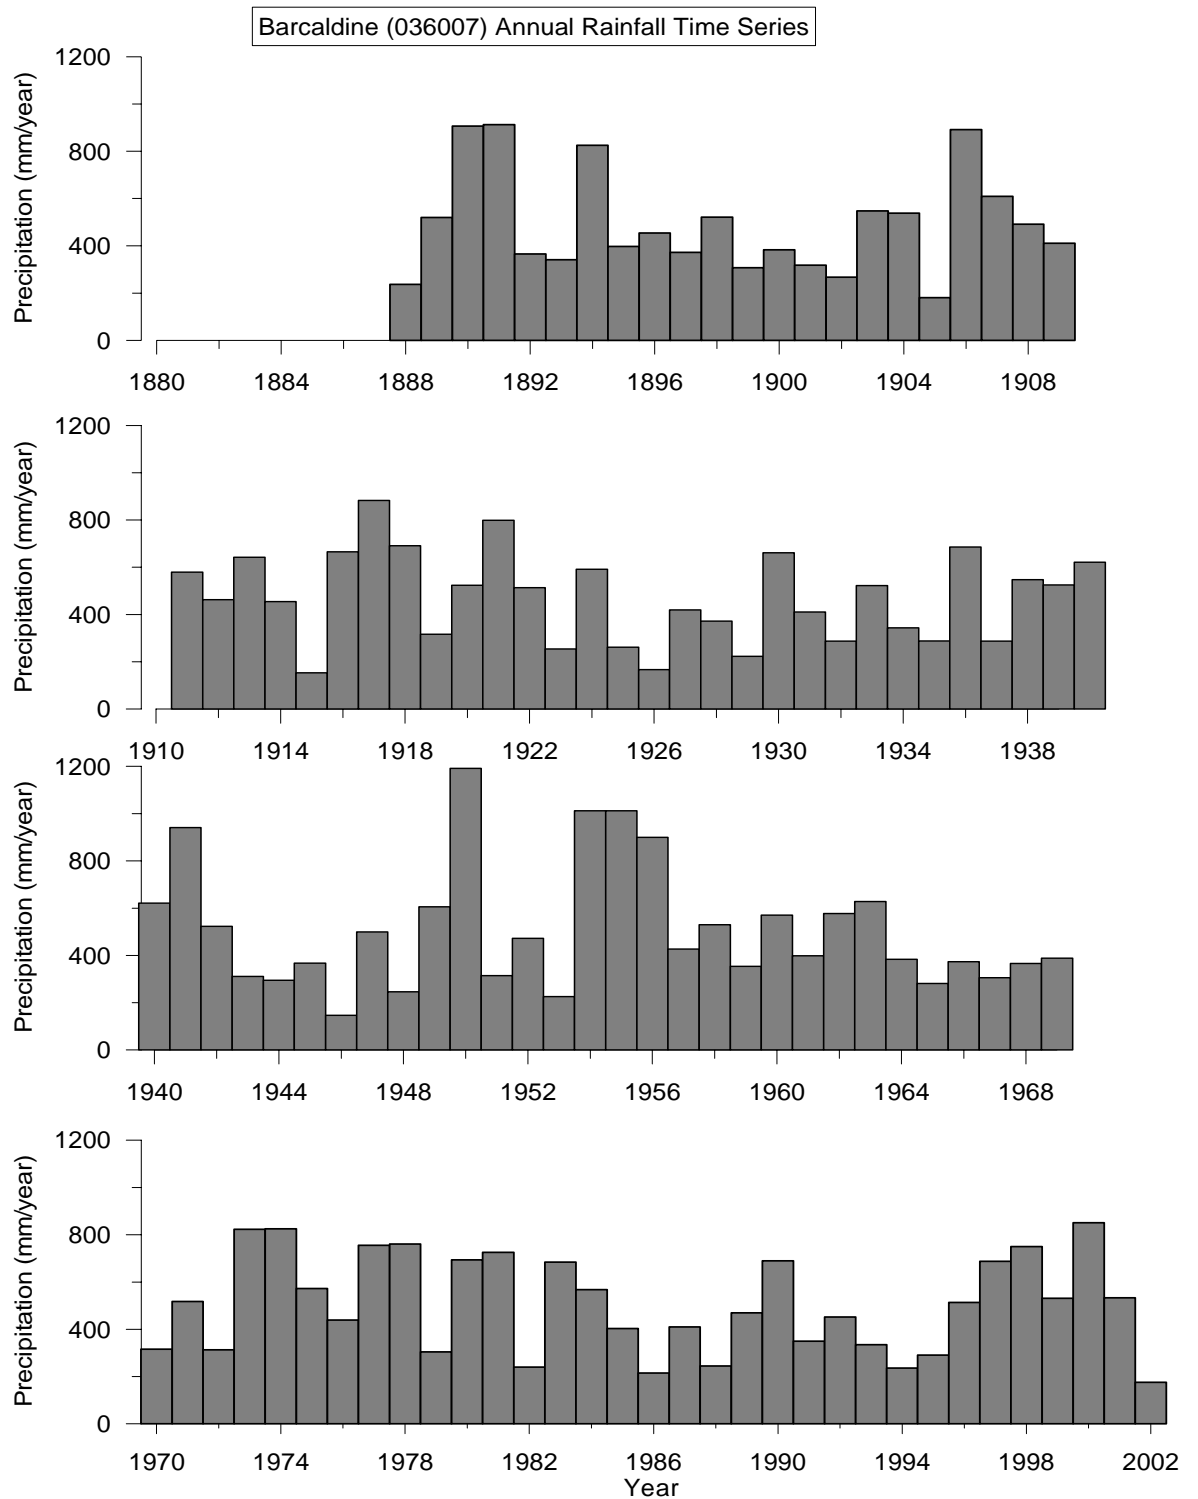 Barcaldine (036007) Annual Rainfall Time Series
Precipitation (mm/year)
1200
800
400
0
1880 1884 1888 1892 1896 1900 1904 1908
Precipitation (mm/year)
1200
800
400
0
1910 1914 1918 1922 1926 1930 1934 1938
Precipitation (mm/year)
1200
800
400
0
1940 1944 1948 1952 1956 1960 1964 1968
Precipitation (mm/year)
1200
800
400
0
1970 1974 1978 1982 1986 1990 1994 1998 2002
Year